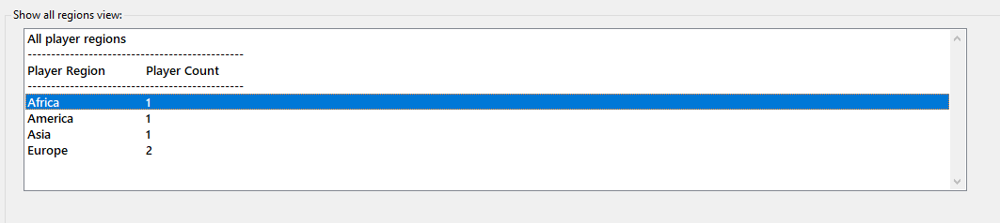 Show all regions view:
All player regions
----------------------------------------------
Player Region Player Count
----------------------------------------------
Africa 1
America 1
Asia 1
Europe 2